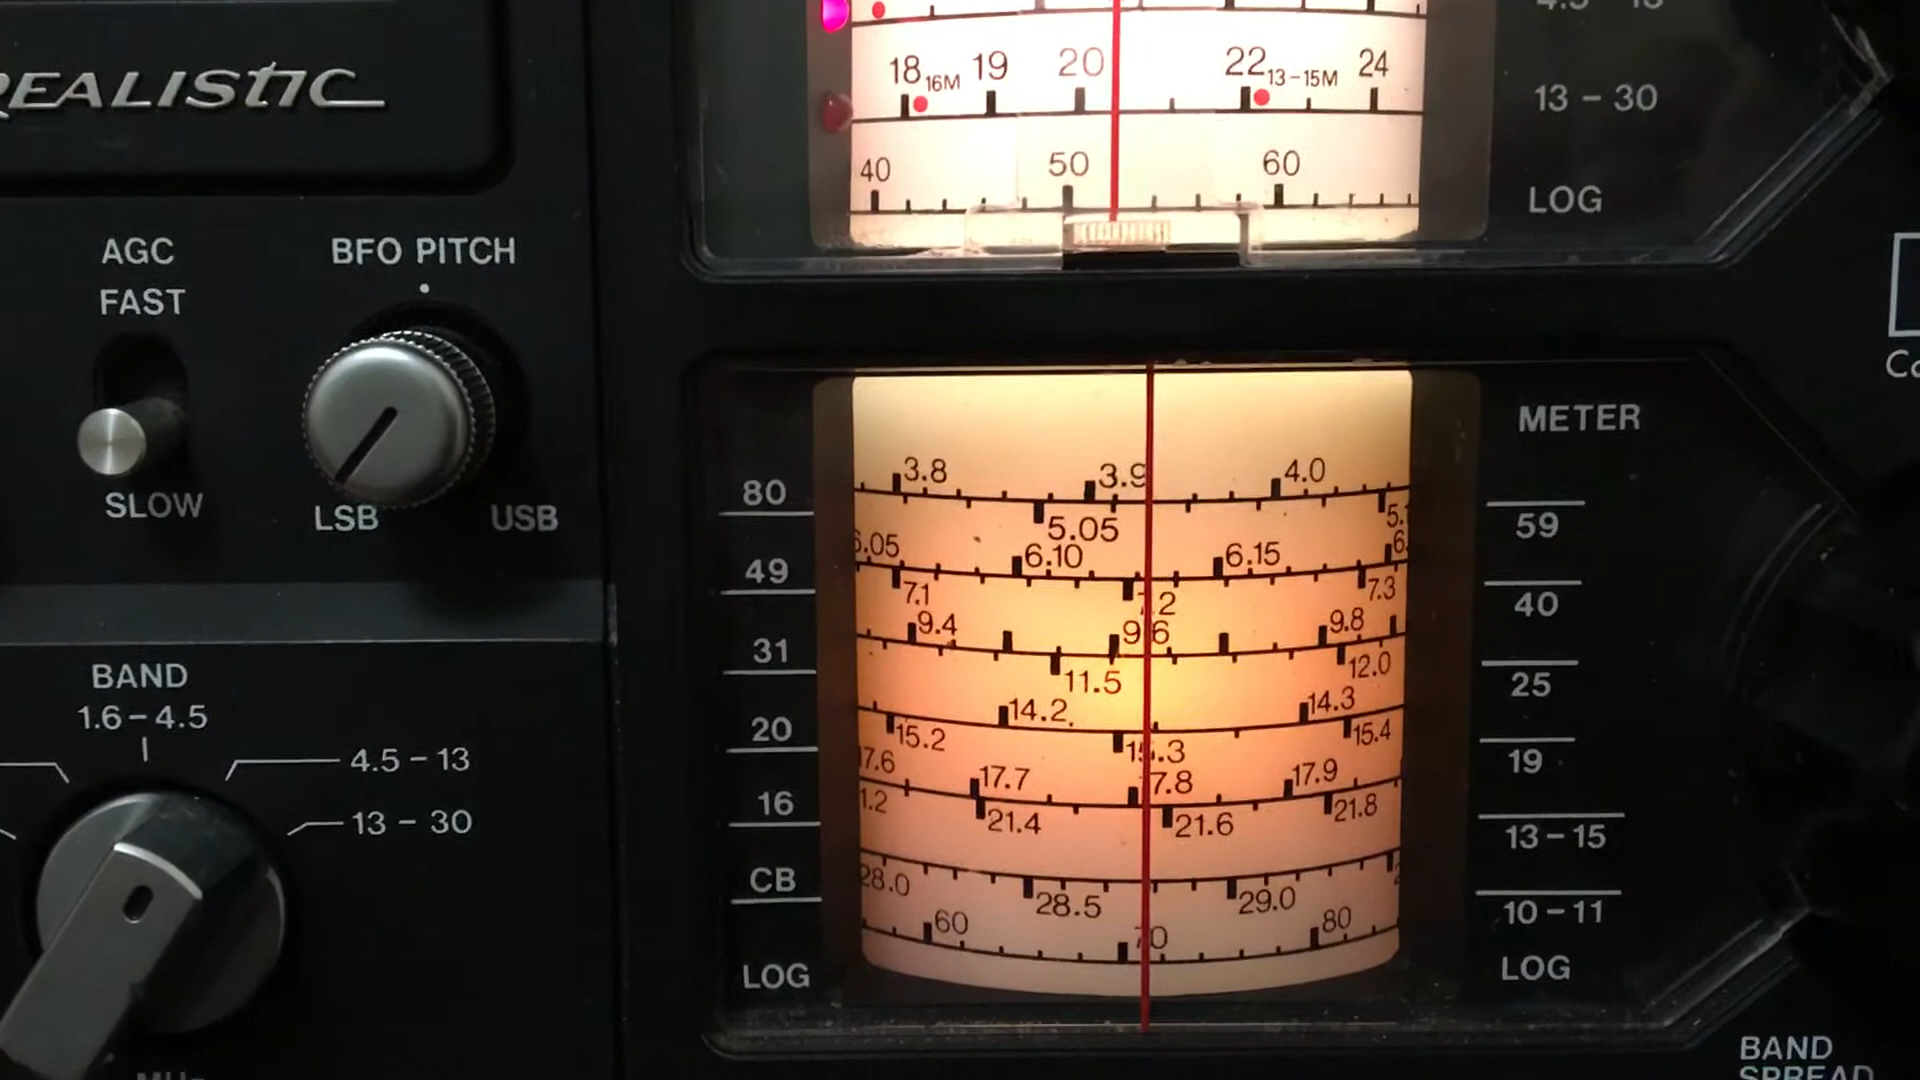 REALISTIC
18 16M 19 20 22 13-15M 24
13 - 30
40 50 60
LOG
AGC
FAST
SLOW
BFO PITCH
LSB USB
METER
80 3.8 3.9 4.0
5.05
59
6.05 6.10 6.15
49
7.1 7.2 7.3
40
9.4 9.6 9.8
31
11.5 12.0
25
14.2 14.3
20
15.2 15.3 15.4
19
17.6 17.7 17.8 17.9
16
21.4 21.6 21.8
13-15
CB
28.0 28.5 29.0
10-11
60 70 80
LOG LOG
BAND
1.6-4.5
4.5-13
13 - 30
BAND
SPREAD